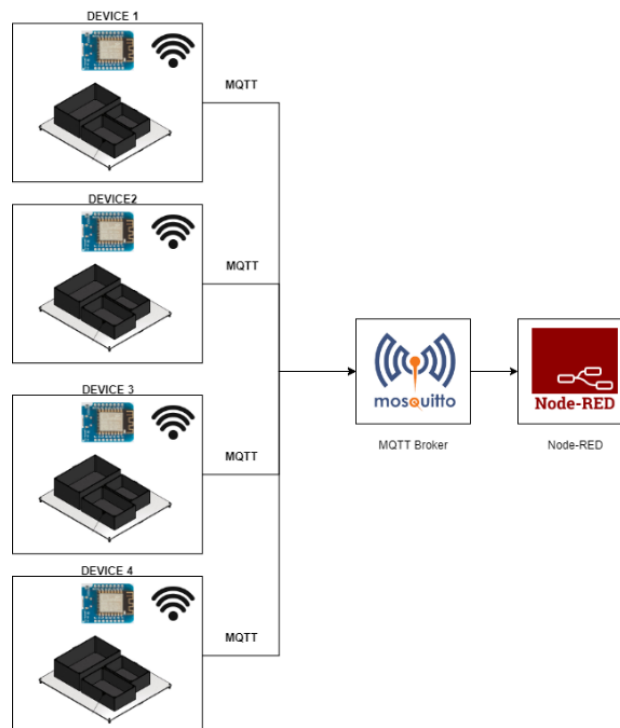 DEVICE 1
MQTT
DEVICE2
MQTT
DEVICE 3
MQTT
DEVICE 4
MQTT
mosquitto
MQTT Broker
Node-RED
Node-RED